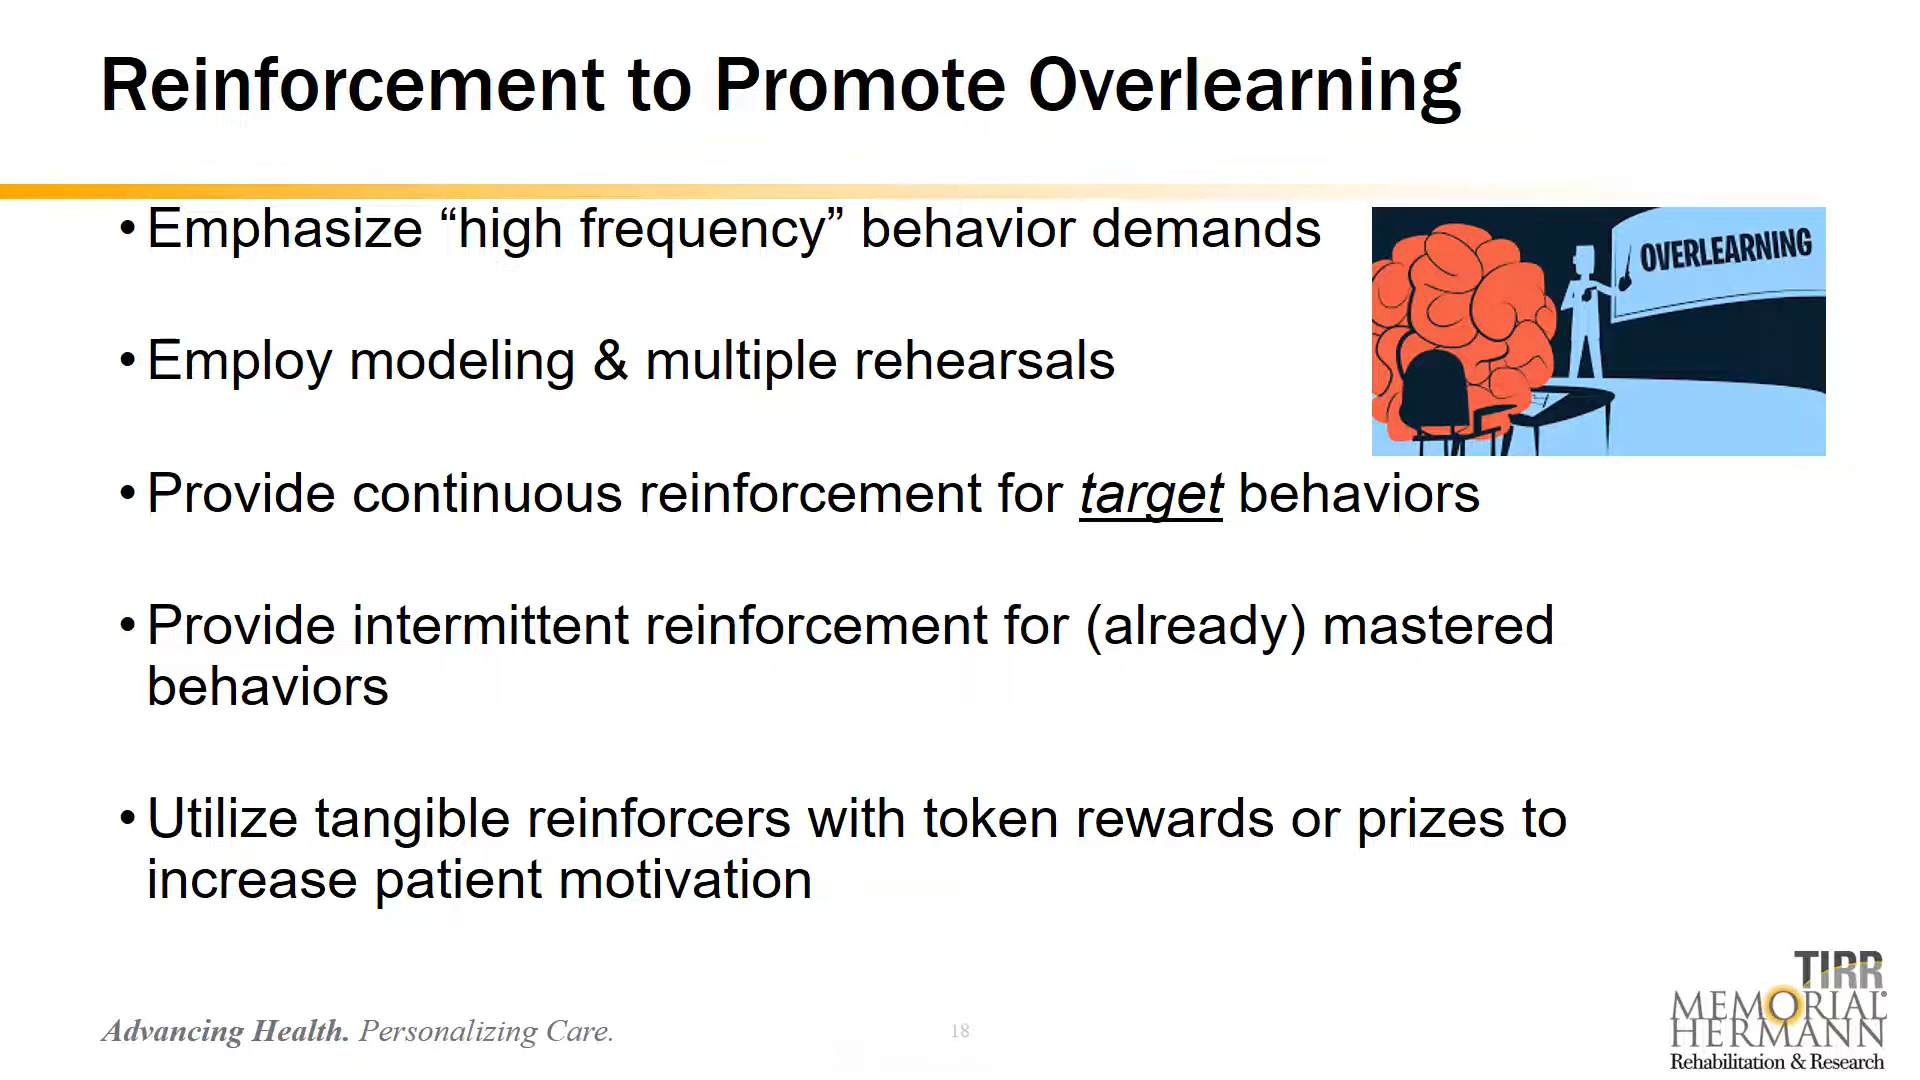 Reinforcement to Promote Overlearning
• Emphasize “high frequency” behavior demands
OVERLEARNING
• Employ modeling & multiple rehearsals
• Provide continuous reinforcement for target behaviors
• Provide intermittent reinforcement for (already) mastered
behaviors
• Utilize tangible reinforcers with token rewards or prizes to
increase patient motivation
Advancing Health. Personalizing Care.
18
TIRR
MEMORIAL®
HERMANN
Rehabilitation & Research